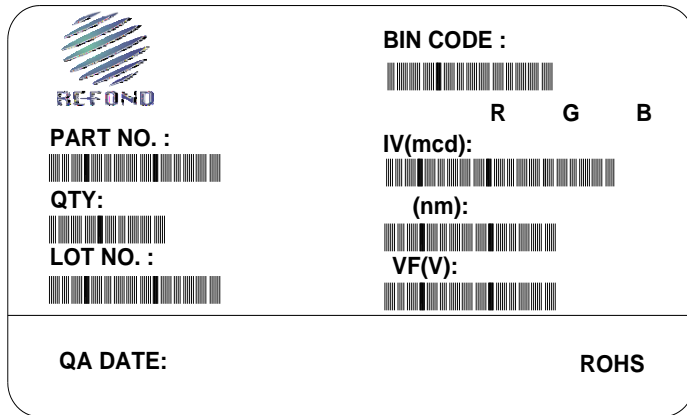 REFOND
PART NO. :
QTY:
LOT NO. :
BIN CODE :
R G B
IV(mcd):
(nm):
VF(V):
QA DATE:
ROHS